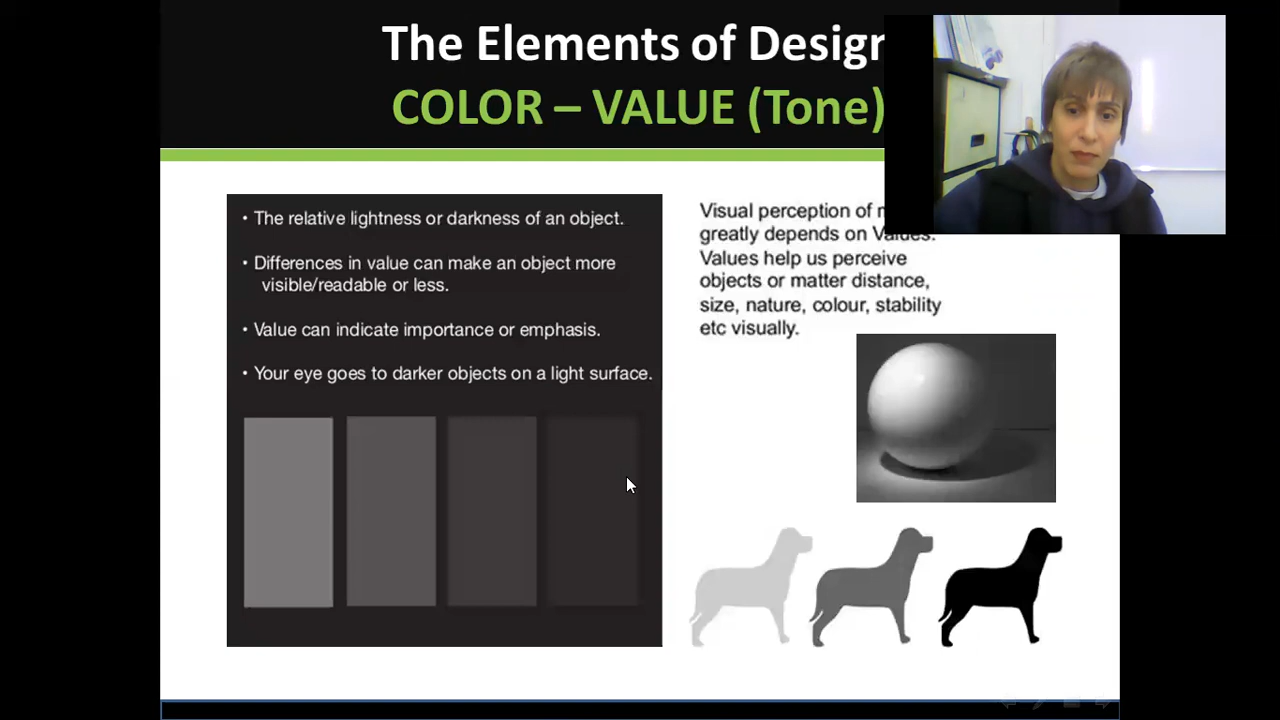 The Elements of Design
COLOR – VALUE (Tone)
• The relative lightness or darkness of an object.
• Differences in value can make an object more
visible/readable or less.
• Value can indicate importance or emphasis.
• Your eye goes to darker objects on a light surface.
Visual perception of
greatly depends on Values.
Values help us perceive
objects or matter distance,
size, nature, colour, stability
etc visually.